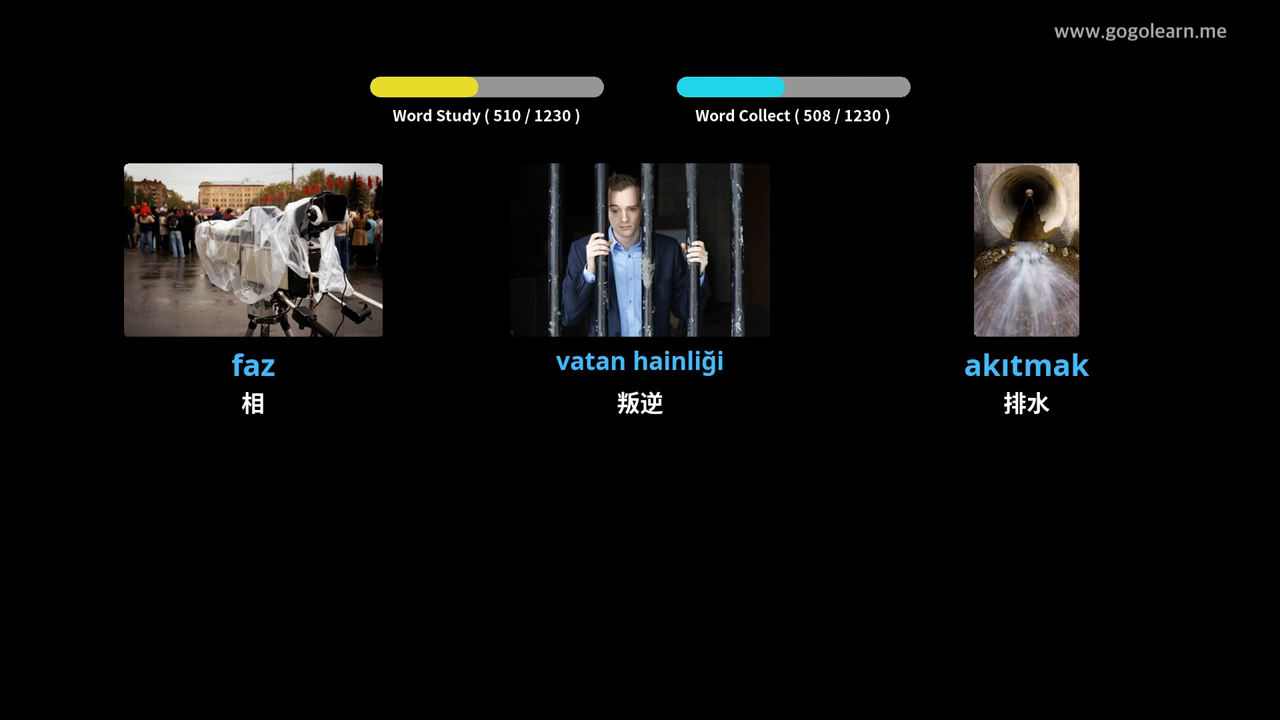 www.gogolearn.me
Word Study ( 510 / 1230 )
Word Collect ( 508 / 1230 )
faz
vatan hainliği
akıtmak
相
叛逆
排水